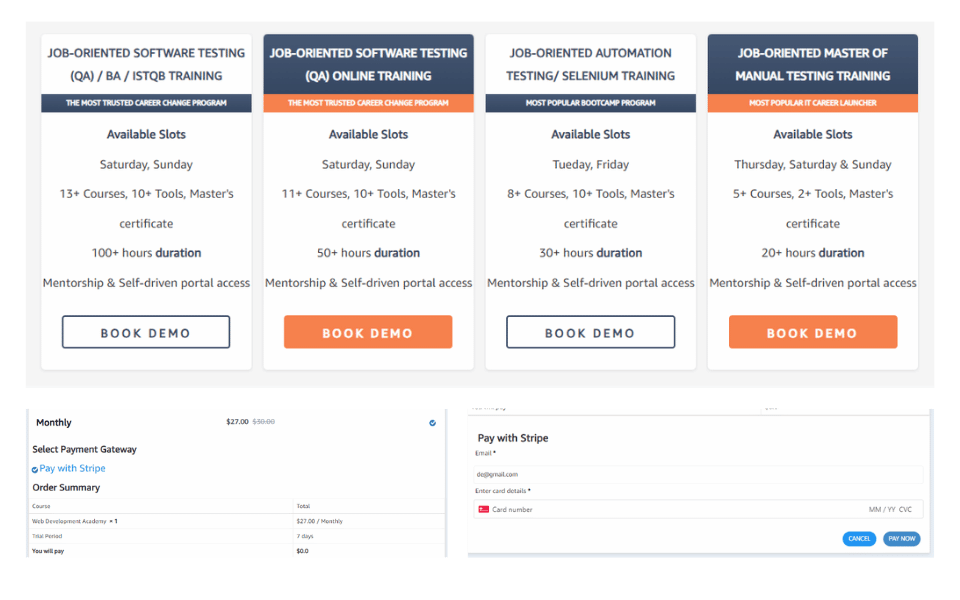 JOB-ORIENTED SOFTWARE TESTING
(QA) / BA / ISTQB TRAINING
THE MOST TRUSTED CAREER CHANGE PROGRAM
Available Slots
Saturday, Sunday
13+ Courses, 10+ Tools, Master's
certificate
100+ hours duration
Mentorship & Self-driven portal access
BOOK DEMO
JOB-ORIENTED SOFTWARE TESTING
(QA) ONLINE TRAINING
THE MOST TRUSTED CAREER CHANGE PROGRAM
Available Slots
Saturday, Sunday
11+ Courses, 10+ Tools, Master's
certificate
50+ hours duration
Mentorship & Self-driven portal access
BOOK DEMO
JOB-ORIENTED AUTOMATION
TESTING/ SELENIUM TRAINING
MOST POPULAR BOOTCAMP PROGRAM
Available Slots
Tueday, Friday
8+ Courses, 10+ Tools, Master's
certificate
30+ hours duration
Mentorship & Self-driven portal access
BOOK DEMO
JOB-ORIENTED MASTER OF
MANUAL TESTING TRAINING
MOST POPULAR IT CAREER LAUNCHER
Available Slots
Thursday, Saturday & Sunday
5+ Courses, 2+ Tools, Master's
certificate
20+ hours duration
Mentorship & Self-driven portal access
BOOK DEMO
Monthly $27.00 $30.00
Select Payment Gateway
Pay with Stripe
Order Summary
Course Total
Web Development Academy × 1 $27.00 / Monthly
Trial Period 7 days
You will pay $0.0
Pay with Stripe
Email *
de@gmail.com
Enter card details *
Card number MM / YY CVC
CANCEL PAY NOW